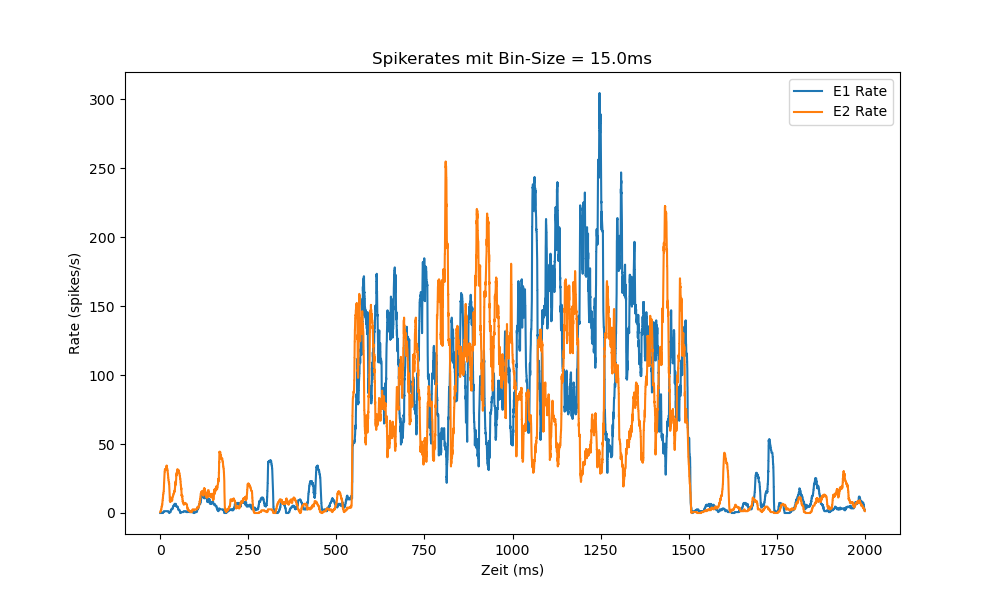 Spikerates mit Bin-Size = 15.0ms
E1 Rate
E2 Rate
300
250
200
150
100
50
0
Rate (spikes/s)
0 250 500 750 1000 1250 1500 1750 2000
Zeit (ms)